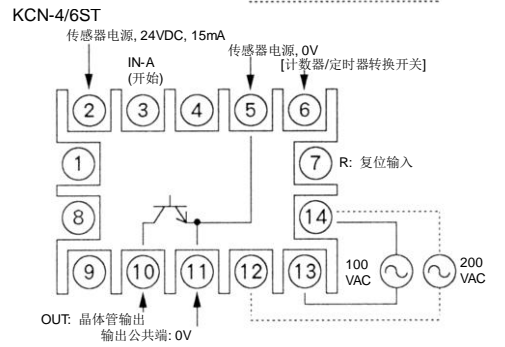 KCN-4/6ST
传感器电源, 24VDC, 15mA
传感器电源, 0V
IN-A
(开始)
[计数器/定时器转换开关]
2
3
4
5
6
1
7
R: 复位输入
8
14
9
10
11
12
13
100
VAC
200
VAC
OUT: 晶体管输出
输出公共端: 0V